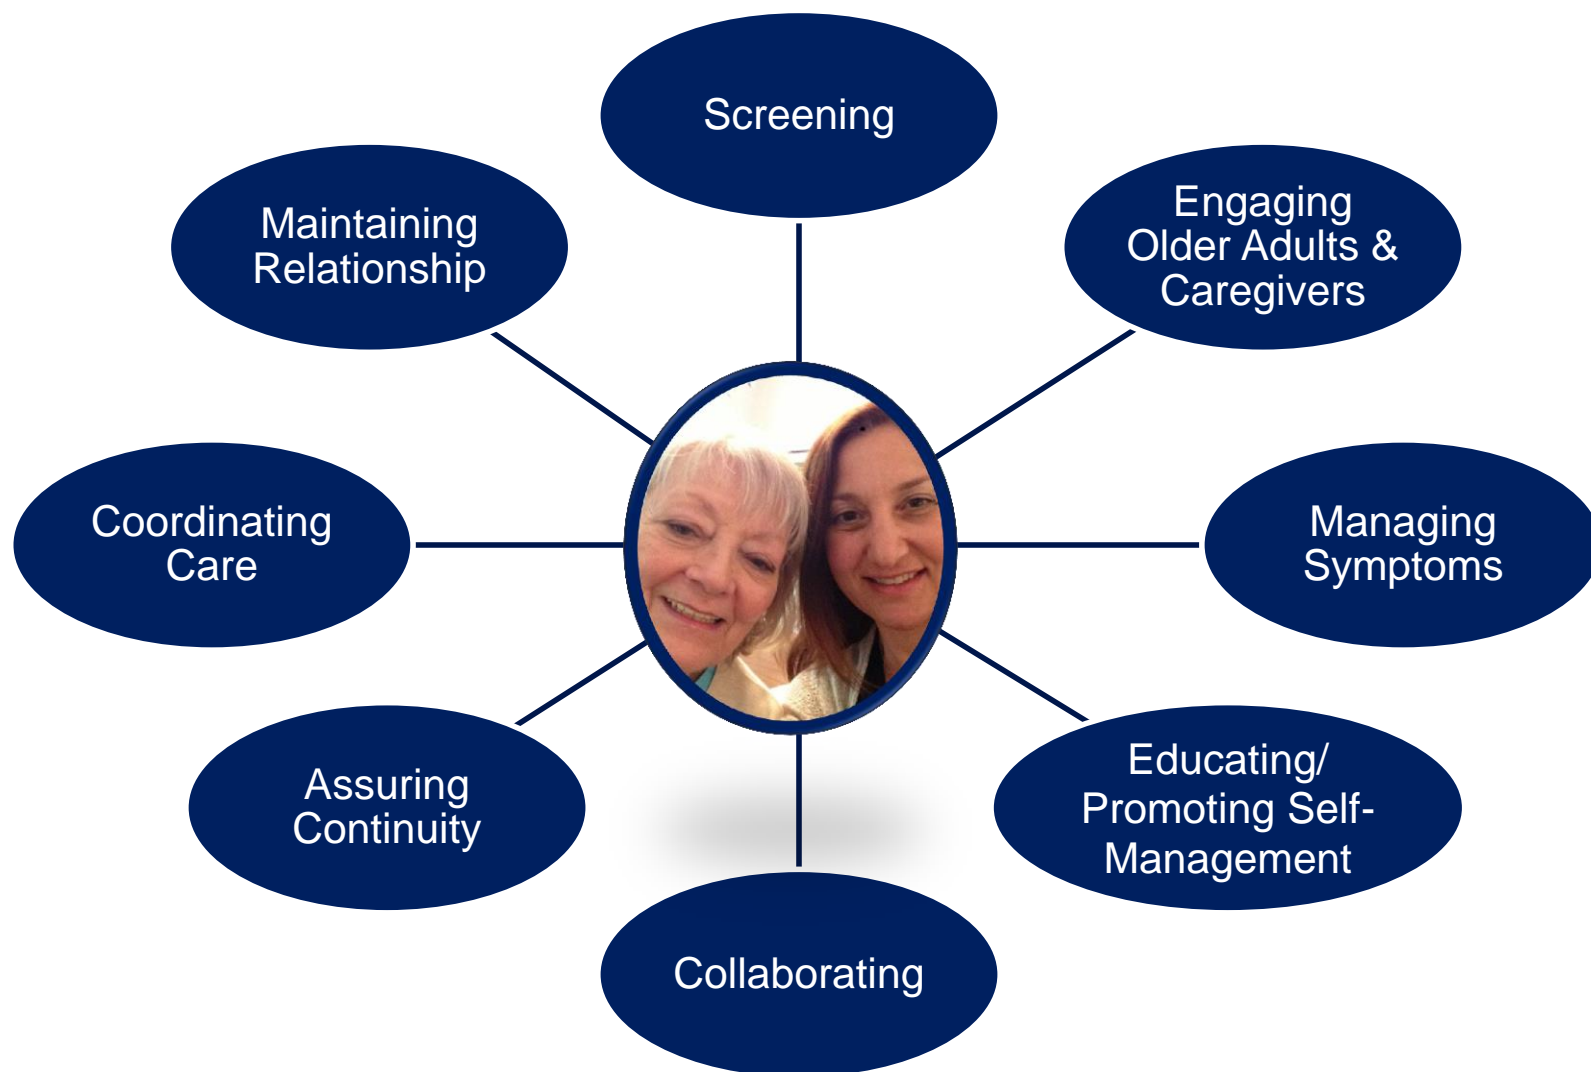 Screening
Engaging
Older Adults &
Caregivers
Managing
Symptoms
Educating/
Promoting Self-
Management
Collaborating
Assuring
Continuity
Coordinating
Care
Maintaining
Relationship